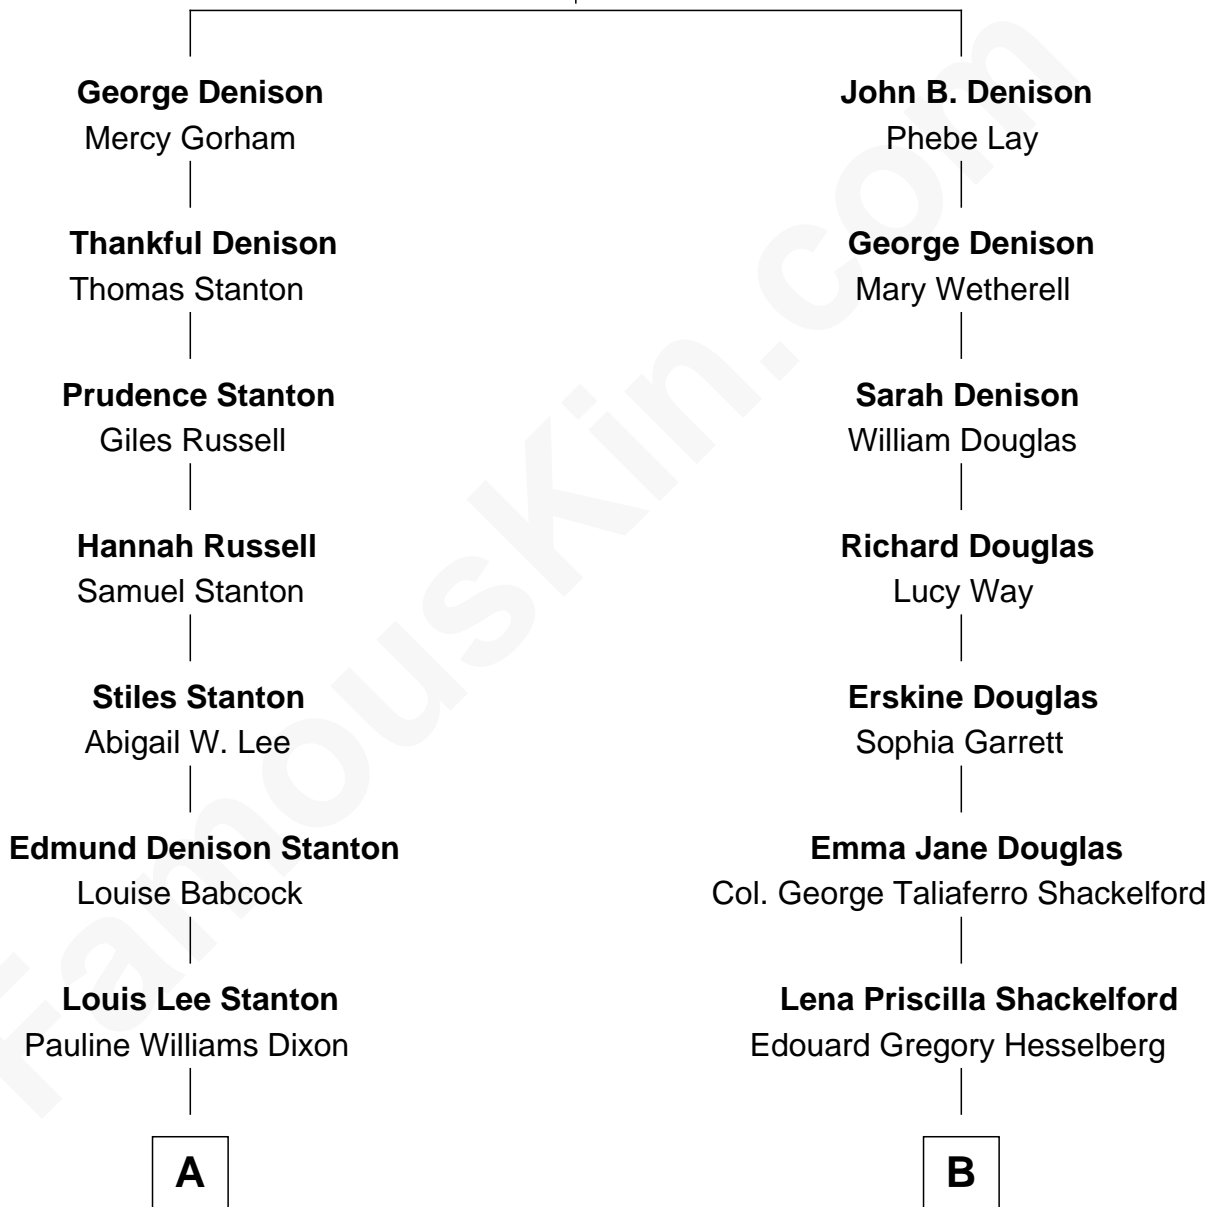 George Denison
Mercy Gorham
Thankful Denison
Thomas Stanton
Prudence Stanton
Giles Russell
Hannah Russell
Samuel Stanton
Stiles Stanton
Abigail W. Lee
Edmund Denison Stanton
Louise Babcock
Louis Lee Stanton
Pauline Williams Dixon
A
John B. Denison
Phebe Lay
George Denison
Mary Wetherell
Sarah Denison
William Douglas
Richard Douglas
Lucy Way
Erskine Douglas
Sophia Garrett
Emma Jane Douglas
Col. George Taliaferro Shackelford
Lena Priscilla Shackelford
Edouard Gregory Hesselberg
B
FamousKin.com